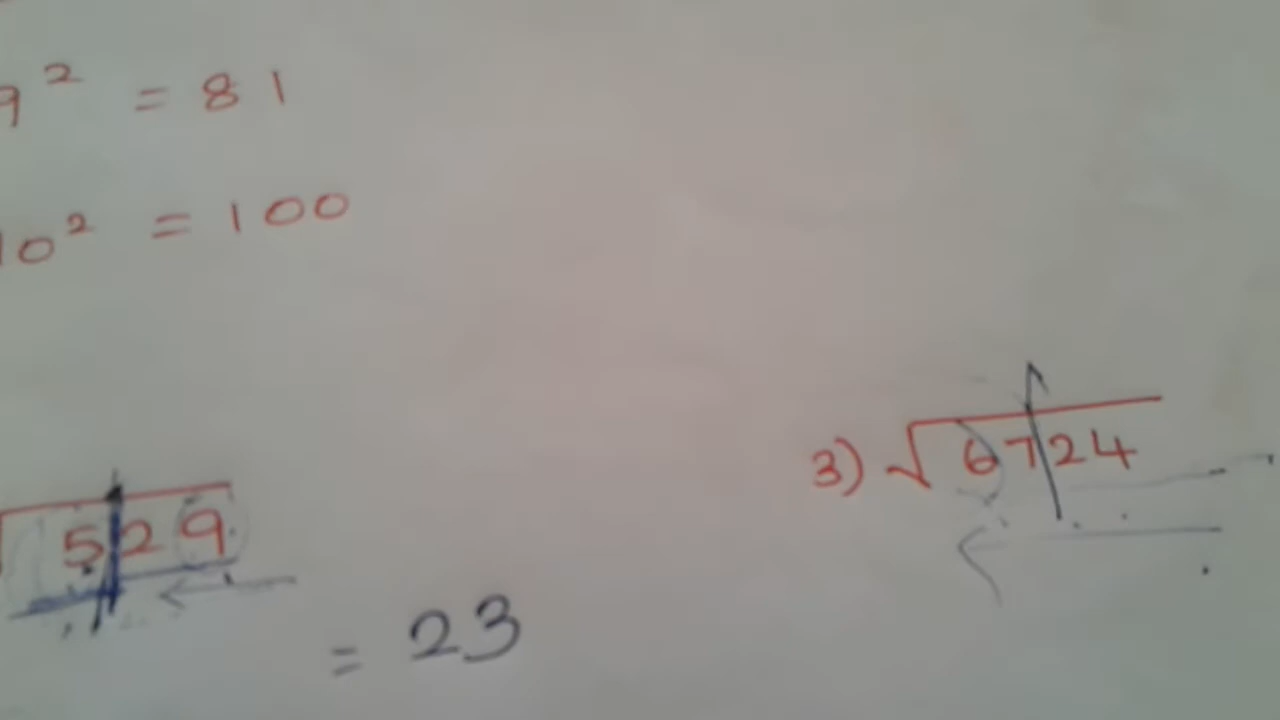 9² = 81
10² = 100
3) √6724
√529
= 23